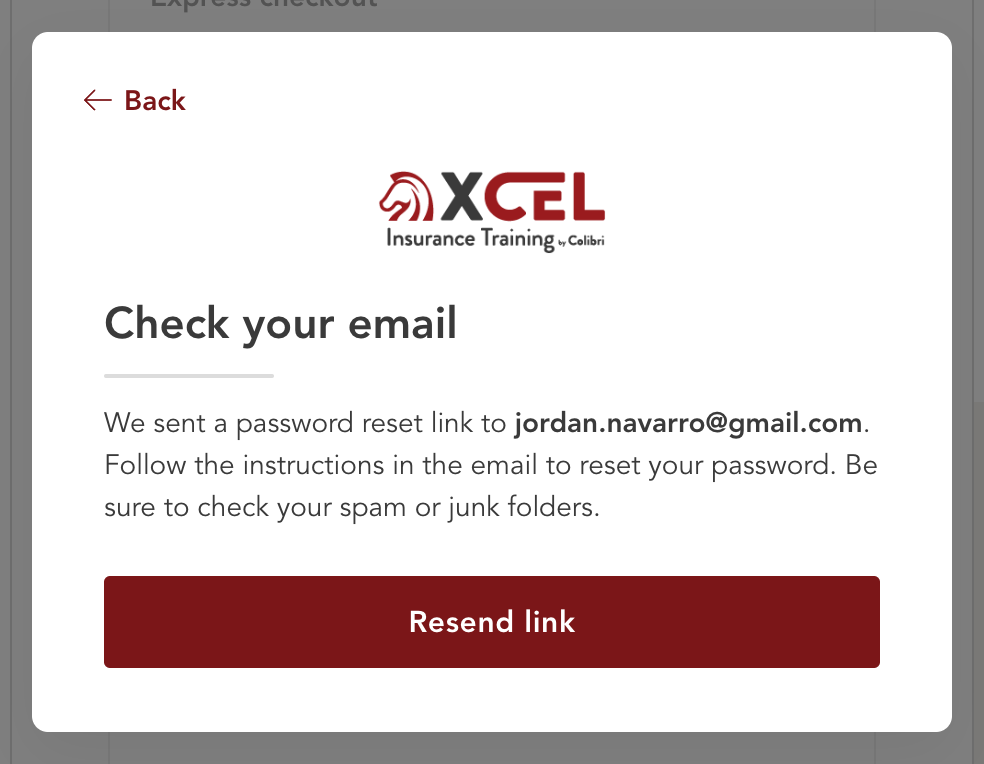 Express checkout
Back
XCEL
Insurance Training by Colibri
Check your email
We sent a password reset link to jordan.navarro@gmail.com.
Follow the instructions in the email to reset your password. Be
sure to check your spam or junk folders.
Resend link